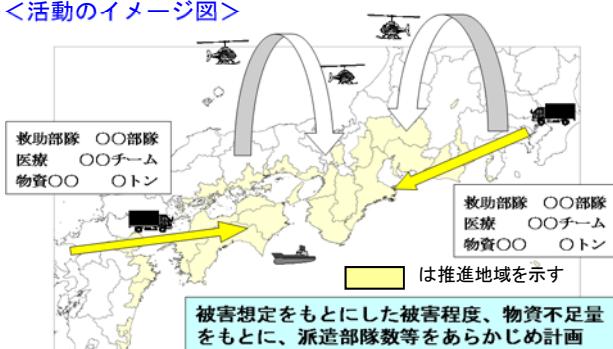 ＜活動のイメージ図＞
救助部隊　○○部隊
医療　　○○チーム
物資○○　　○トン
救助部隊　○○部隊
医療　　○○チーム
物資○○　　○トン
は推進地域を示す
被害想定をもとにした被害程度、物資不足量
をもとに、派遣部隊数等をあらかじめ計画